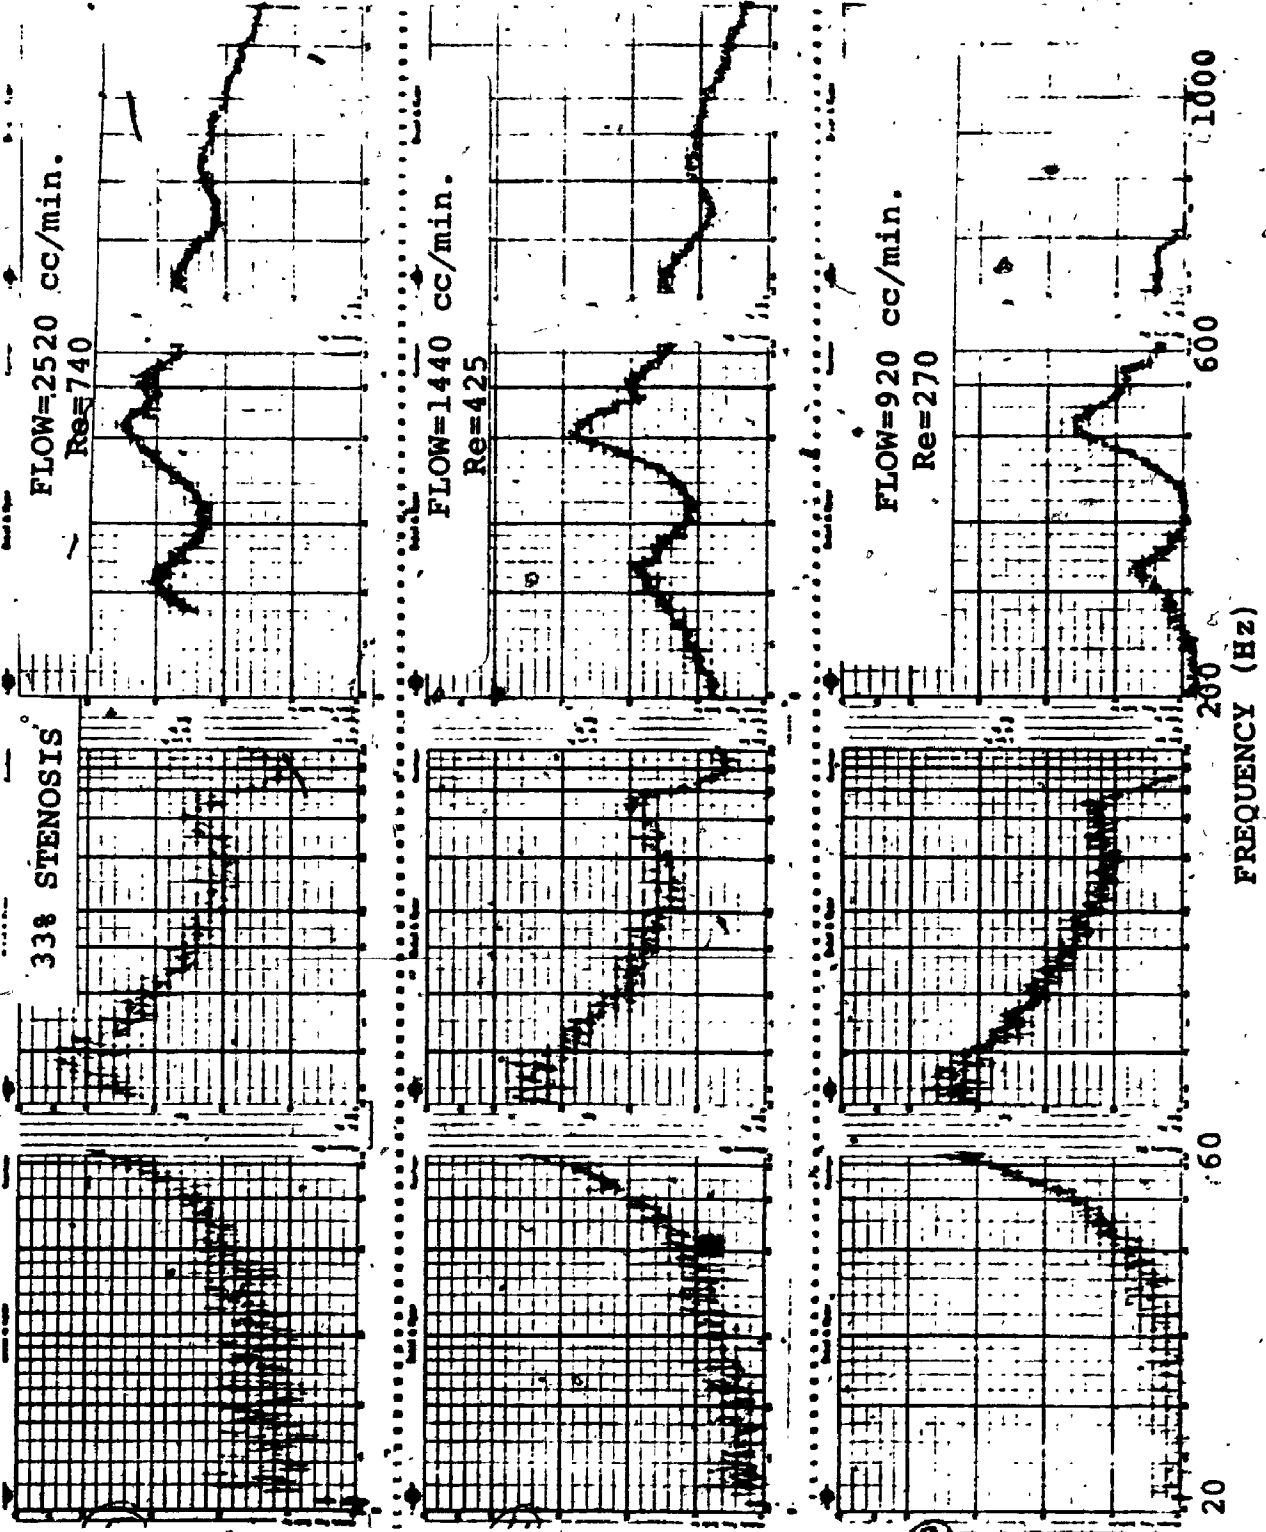 33% STENOSIS
FLOW=2520 cc/min.
Re=740
FLOW=1440 cc/min.
Re=425
FLOW=920 cc/min.
Re=270
20
60
200
600
1000
FREQUENCY (Hz)